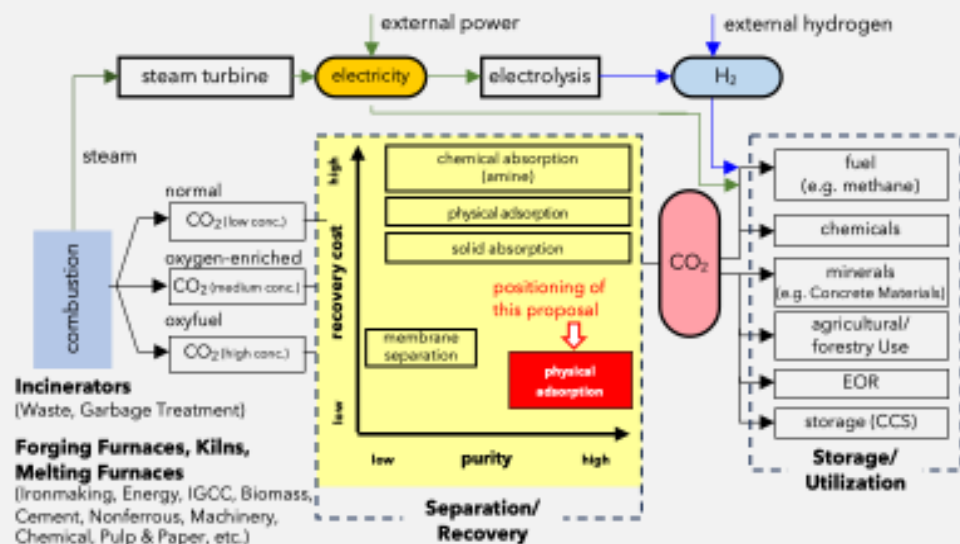 external power
external hydrogen
steam turbine
electricity
electrolysis
H₂
steam
normal
CO₂ (low conc.)
oxygen-enriched
CO₂ (medium conc.)
oxyfuel
CO₂ (high conc.)
combustion
Incinerators
(Waste, Garbage Treatment)
Forging Furnaces, Kilns,
Melting Furnaces
(Ironmaking, Energy, IGCC, Biomass,
Cement, Nonferrous, Machinery,
Chemical, Pulp & Paper, etc.)
high
recovery cost
low
chemical absorption
(amine)
physical adsorption
solid absorption
positioning of
this proposal
membrane
separation
physical
adsorption
low
purity
high
Separation/
Recovery
CO₂
fuel
(e.g. methane)
chemicals
minerals
(e.g. Concrete Materials)
agricultural/
forestry Use
EOR
storage (CCS)
Storage/
Utilization